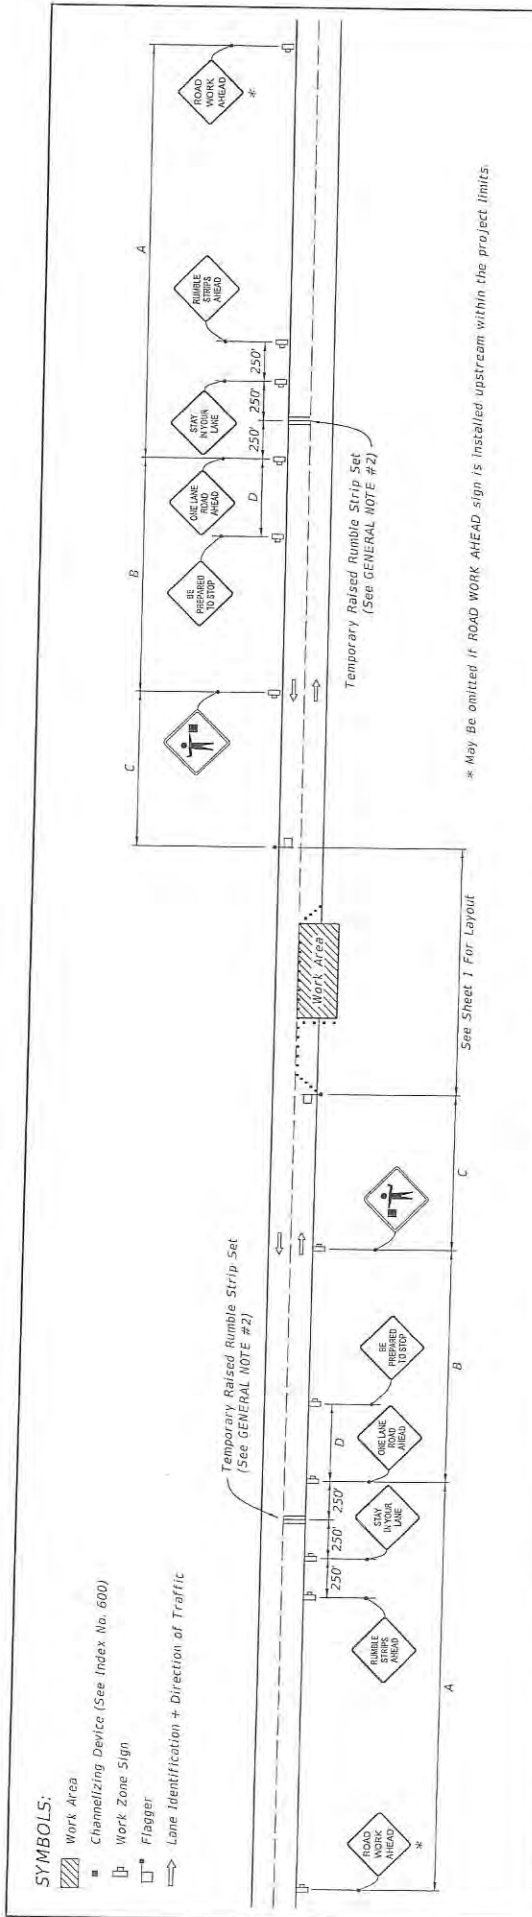 SYMBOLS:
Work Area
Channelizing Device (See Index No. 600)
Work Zone Sign
Flagger
Lane Identification + Direction of Traffic
ROAD
WORK
AHEAD
*
A
RUMBLE
STRIPS
AHEAD
250'
250'
250'
STAY
IN YOUR
LANE
ONE LANE
ROAD
AHEAD
D
BE
PREPARED
TO STOP
B
C
Temporary Raised Rumble Strip Set
(See GENERAL NOTE #2)
Work Area
See Sheet 1 For Layout
C
B
BE
PREPARED
TO STOP
D
ONE LANE
ROAD
AHEAD
STAY
IN YOUR
LAKE
250'
250'
250'
RUMBLE
STRIPS
AHEAD
A
ROAD
WORK
AHEAD
*
Temporary Raised Rumble Strip Set
(See GENERAL NOTE #2)
* May Be omitted if ROAD WORK AHEAD sign is installed upstream within the project limits.